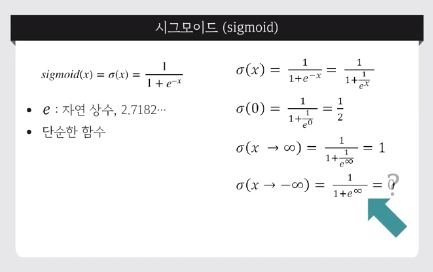 시그모이드 (sigmoid)
sigmoid(x) = σ(x) = 1 / (1 + e^{-x})
• e : 자연 상수, 2.7182⋯
• 단순한 함수
σ(x) = 1 / (1+e^{-x}) = 1 / (1+1/e^x)
σ(0) = 1 / (1+1/e^0) = 1/2
σ(x → ∞) = 1 / (1+1/e^∞) = 1
σ(x → −∞) = 1 / (1+e^∞) = ?